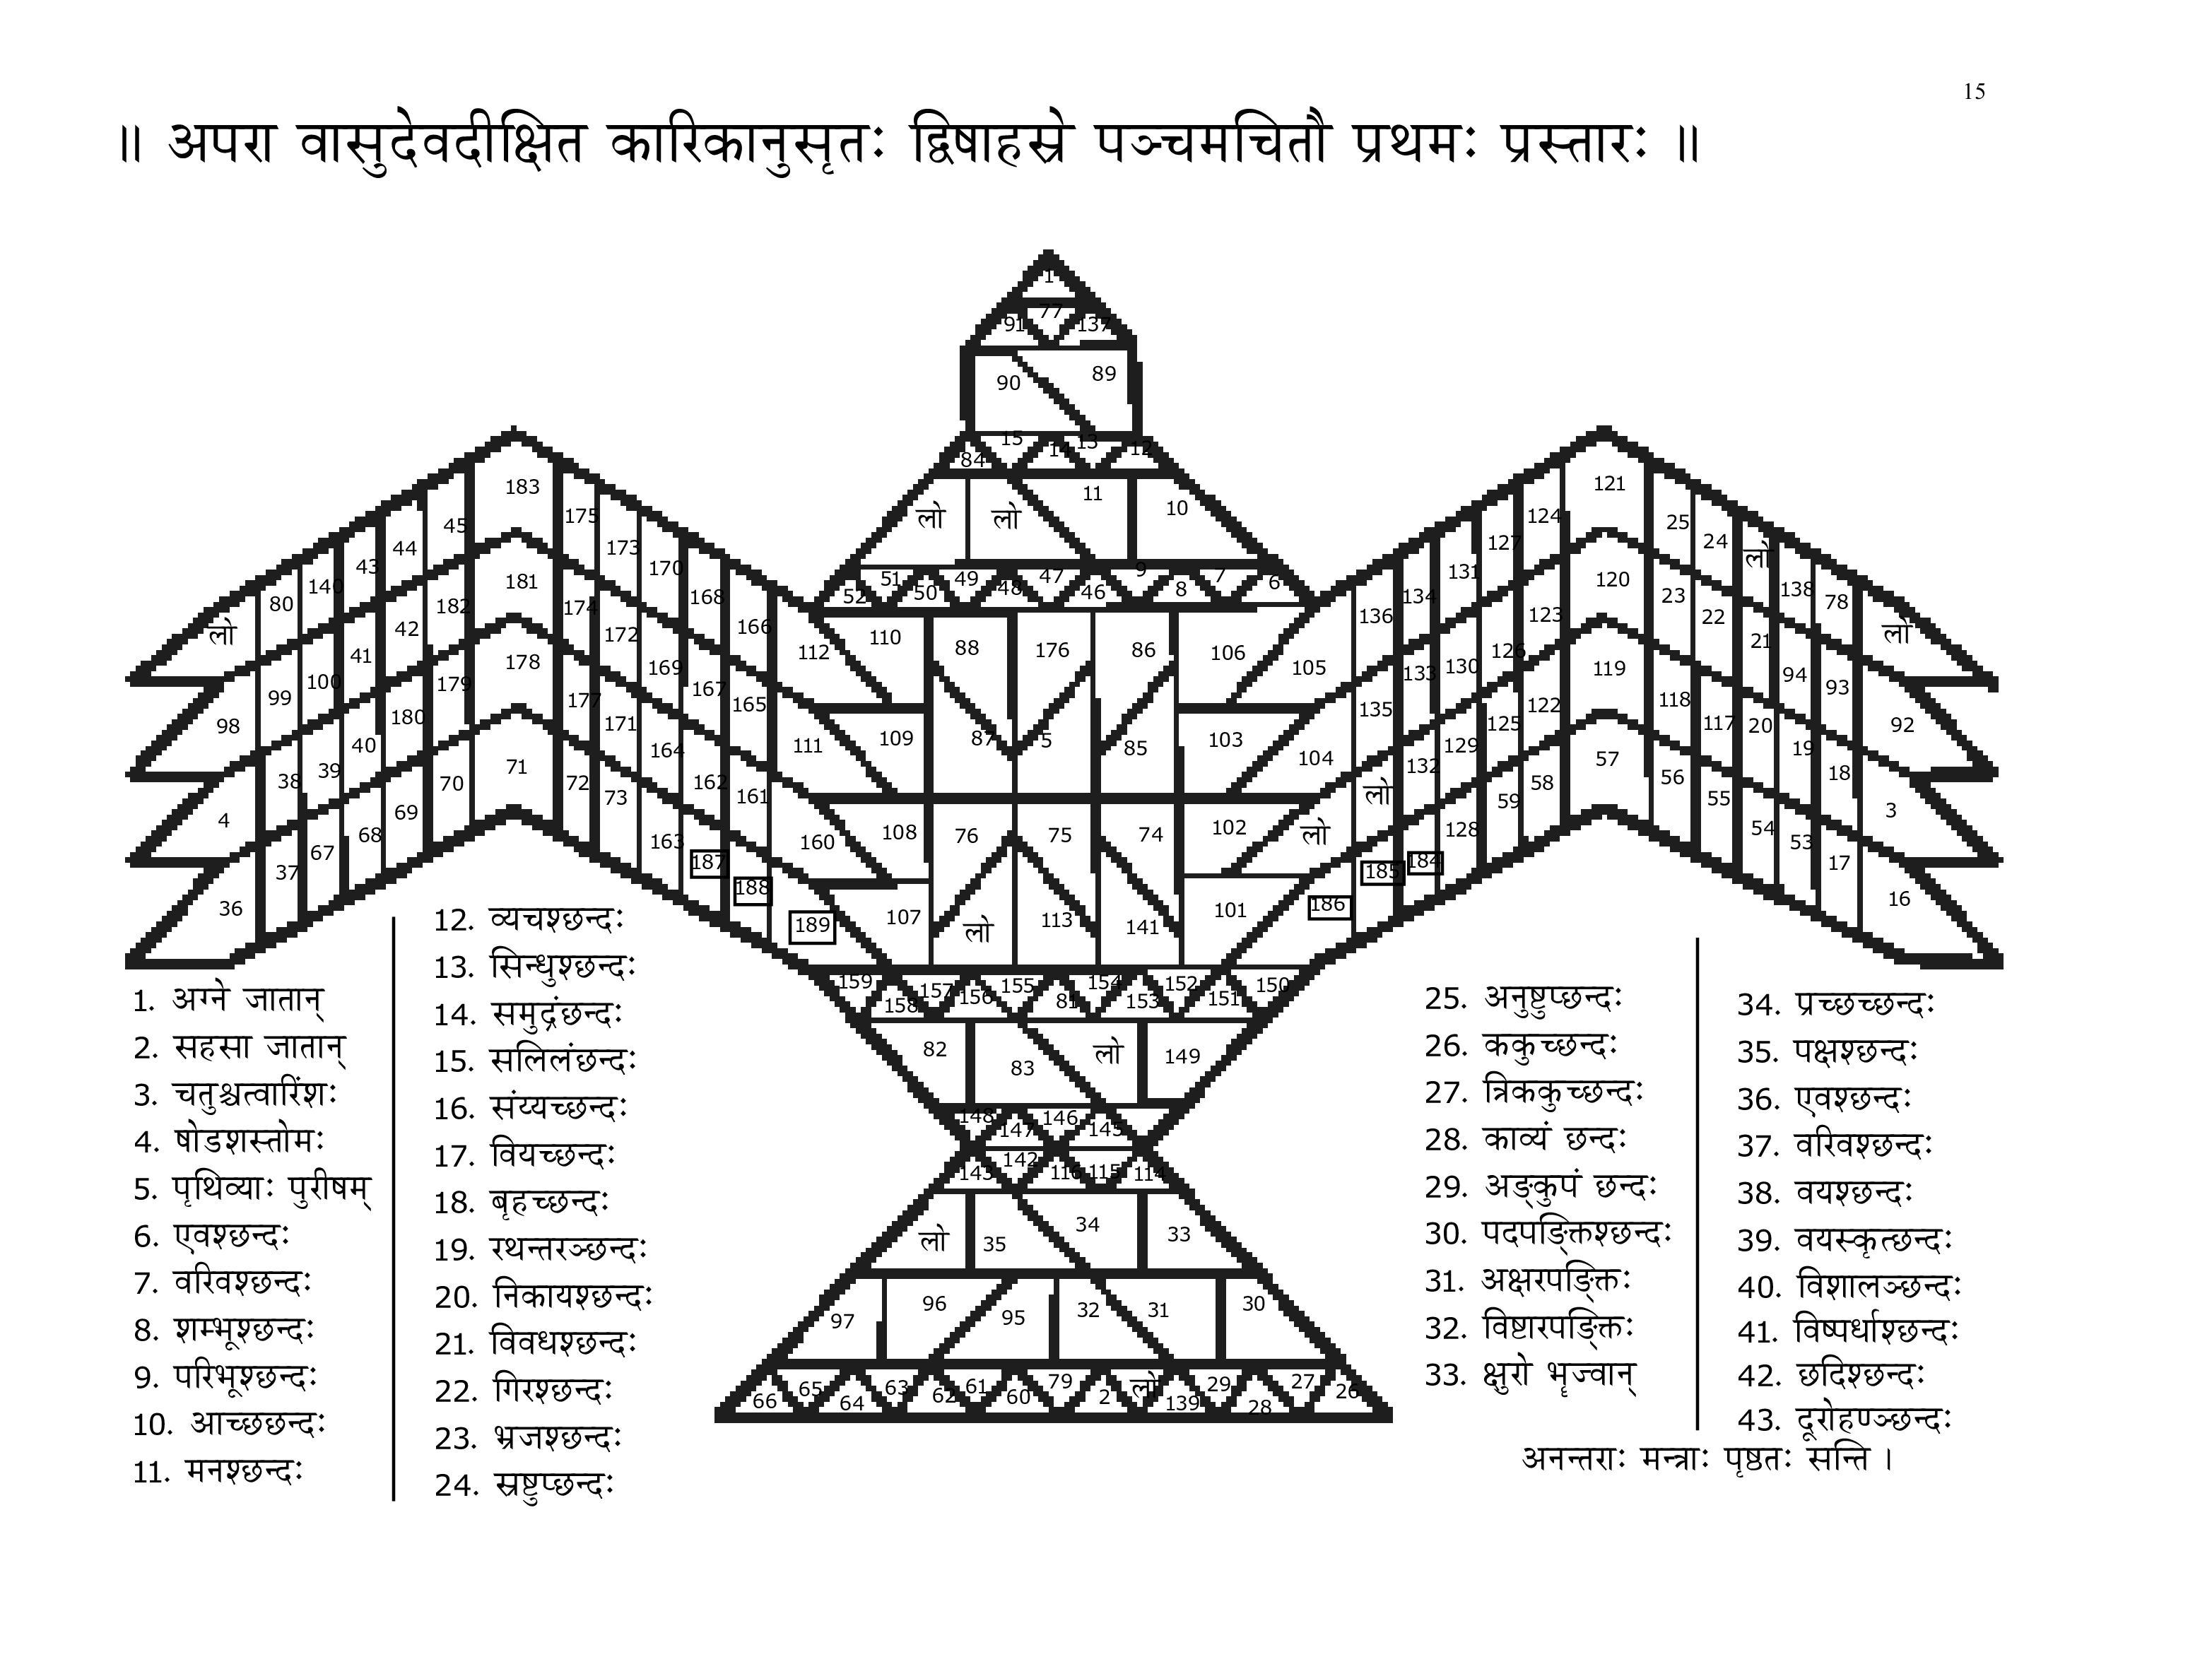 15
॥ अपरा वासुदेवदीक्षित कारिकानुसृतः द्विषाहस्रे पञ्चमचितौ प्रथमः प्रस्तारः ॥
1
77
91 137
90 89
15 14 13 12
84
लो लो 11 10
52 51 50 49 48 47 46 9 8 7 6
183 175 173 170 168 166 112
45 44 43 140 80 लो
181 174 172 169 167 165 111
182 42 41 100 99 98
178 177 171 164 162 161 160
179 180 40 39 38 4
71 72 73 163 187 188 189
70 69 68 67 37 36
110 88 176 86 106 105
109 87 5 85 103 104
108 76 75 74 102 लो
107 लो 113 141 101
121 25 24 लो 138 78 लो
124 127 131 134 136
120 23 22 21 94 93 92
123 126 130 133 135
119 118 117 20 19 18 3
122 125 129 132 लो
57 56 55 54 53 17 16
58 59 128 184 185 186
159 158 157 156 155 81 154 153 152 151 150
82 83 लो 149
148 147 146 145
143 142 116 115 114
लो 35 34 33
97 96 95 32 31 30
66 65 64 63 62 61 60 79 2 लो 139 29 28 27 26
1. अग्ने जातान्
2. सहसा जातान्
3. चतुश्चत्वारिंशः
4. षोडशस्तोमः
5. पृथिव्याः पुरीषम्
6. एवश्छन्दः
7. वरिवश्छन्दः
8. शम्भूश्छन्दः
9. परिभूश्छन्दः
10. आच्छछन्दः
11. मनश्छन्दः
12. व्यचश्छन्दः
13. सिन्धुश्छन्दः
14. समुद्रंछन्दः
15. सलिलंछन्दः
16. संय्यच्छन्दः
17. वियच्छन्दः
18. बृहच्छन्दः
19. रथन्तरञ्छन्दः
20. निकायश्छन्दः
21. विवधश्छन्दः
22. गिरश्छन्दः
23. भ्रजश्छन्दः
24. स्रष्टुप्छन्दः
25. अनुष्टुप्छन्दः
26. ककुच्छन्दः
27. त्रिककुच्छन्दः
28. काव्यं छन्दः
29. अङ्कुपं छन्दः
30. पदपङ्क्तिश्छन्दः
31. अक्षरपङ्क्तिः
32. विष्टारपङ्क्तिः
33. क्षुरो भृज्वान्
34. प्रच्छच्छन्दः
35. पक्षश्छन्दः
36. एवश्छन्दः
37. वरिवश्छन्दः
38. वयश्छन्दः
39. वयस्कृत्छन्दः
40. विशालञ्छन्दः
41. विष्पर्धाश्छन्दः
42. छदिश्छन्दः
43. दूरोहण्ञ्छन्दः
अनन्तराः मन्त्राः पृष्ठतः सन्ति ।